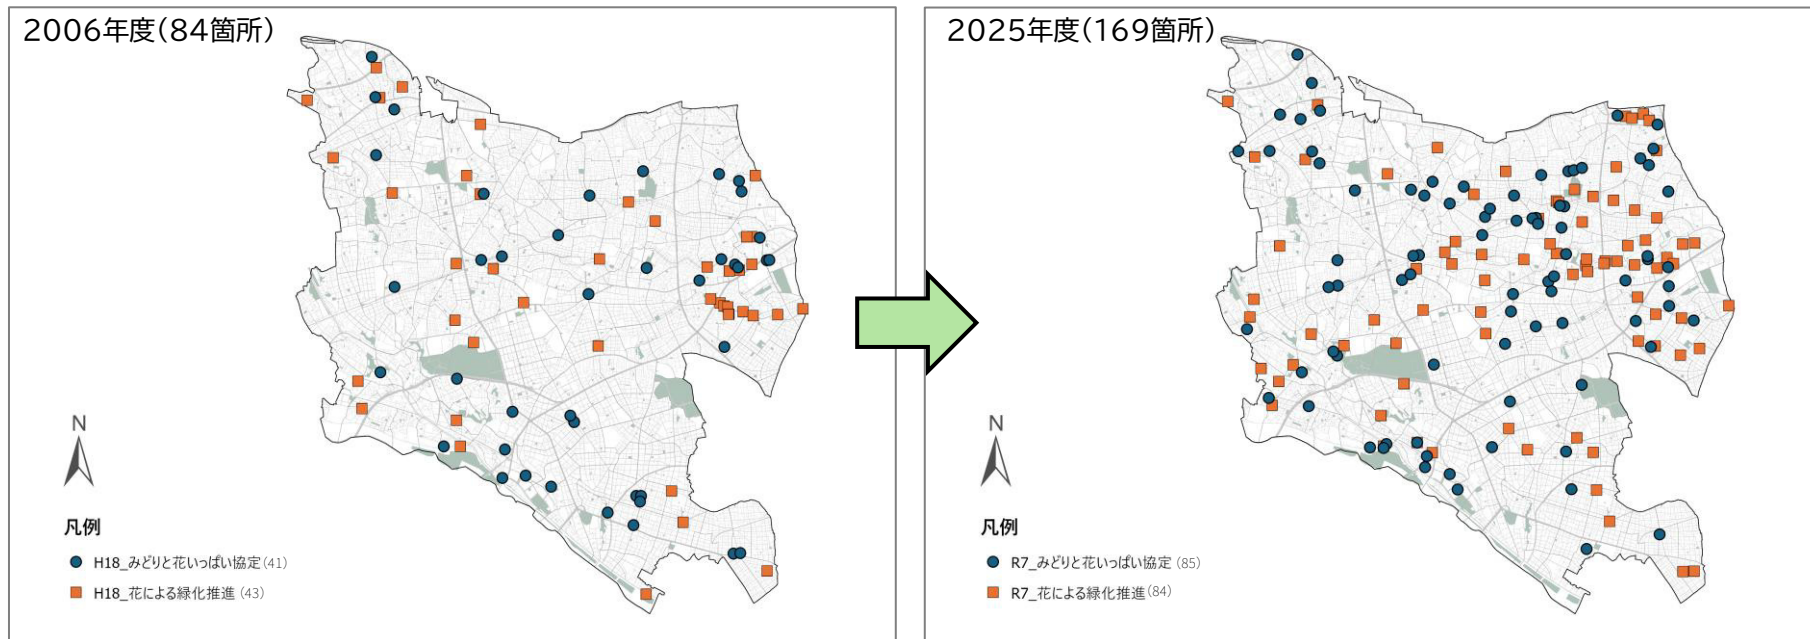 2006年度(84箇所)
N
凡例
H18_みどりと花いっぱい協定(41)
H18_花による緑化推進(43)
2025年度(169箇所)
N
凡例
R7_みどりと花いっぱい協定(85)
R7_花による緑化推進(84)